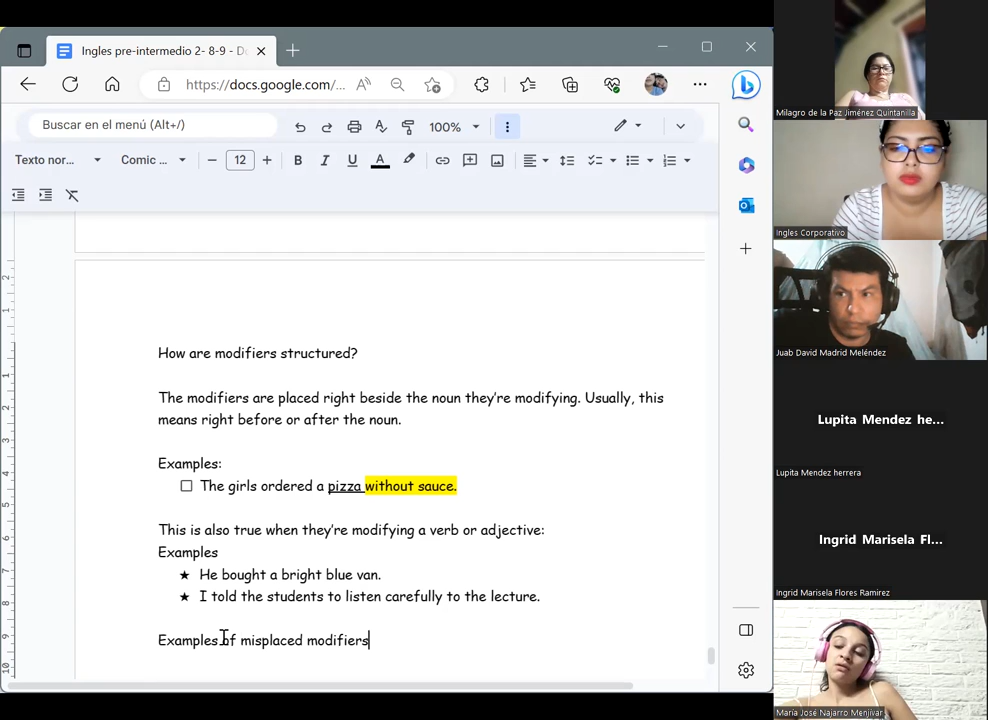 Ingles pre-intermedio 2- 8-9 - D
https://docs.google.com/...
Buscar en el menú (Alt+/)
100%
Texto nor...
Comic ...
12
How are modifiers structured?
The modifiers are placed right beside the noun they're modifying. Usually, this
means right before or after the noun.
Examples:
The girls ordered a pizza without sauce.
This is also true when they're modifying a verb or adjective:
Examples
★ He bought a bright blue van.
★ I told the students to listen carefully to the lecture.
Examples of misplaced modifiers
Milagro de la Paz Jiménez Quintanilla
Ingles Corporativo
Juab David Madrid Meléndez
Lupita Mendez he...
Lupita Mendez herrera
Ingrid Marisela Fl...
Ingrid Marisela Flores Ramirez
María José Najarro Menjivar